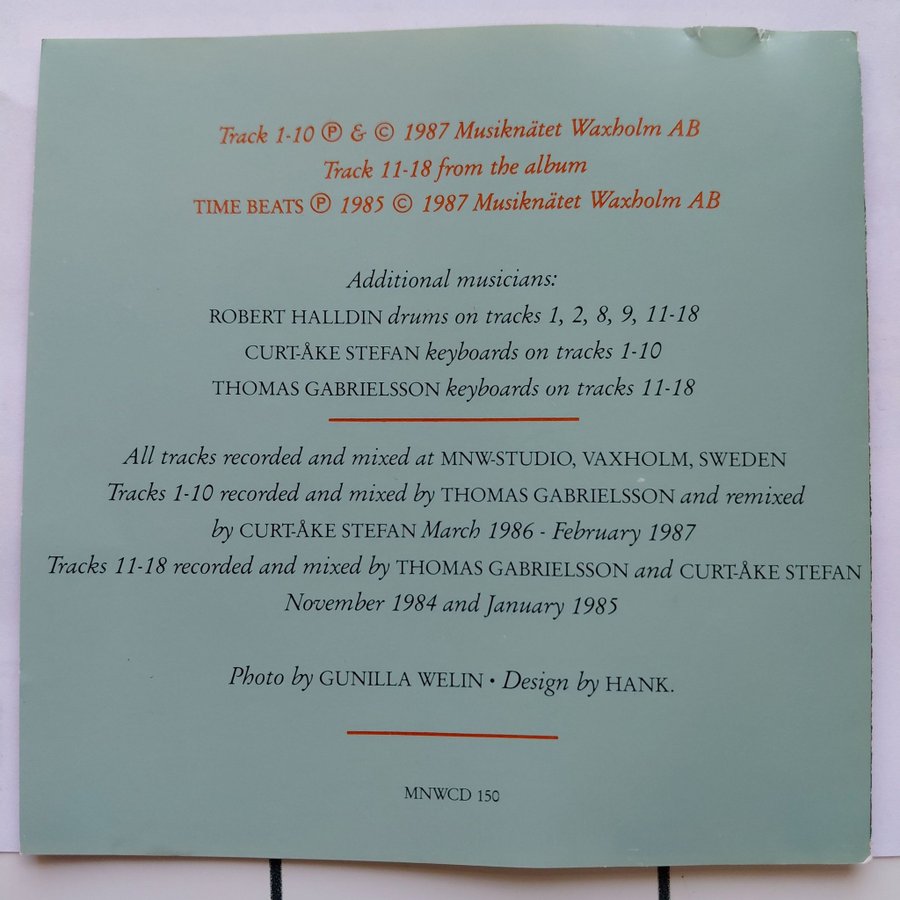 Track 1-10 ℗ & © 1987 Musiknätet Waxholm AB
Track 11-18 from the album
TIME BEATS ℗ 1985 © 1987 Musiknätet Waxholm AB
Additional musicians:
ROBERT HALLDIN drums on tracks 1, 2, 8, 9, 11-18
CURT-ÅKE STEFAN keyboards on tracks 1-10
THOMAS GABRIELSSON keyboards on tracks 11-18
All tracks recorded and mixed at MNW-STUDIO, VAXHOLM, SWEDEN
Tracks 1-10 recorded and mixed by THOMAS GABRIELSSON and remixed
by CURT-ÅKE STEFAN March 1986 - February 1987
Tracks 11-18 recorded and mixed by THOMAS GABRIELSSON and CURT-ÅKE STEFAN
November 1984 and January 1985
Photo by GUNILLA WELIN • Design by HANK.
MNWCD 150